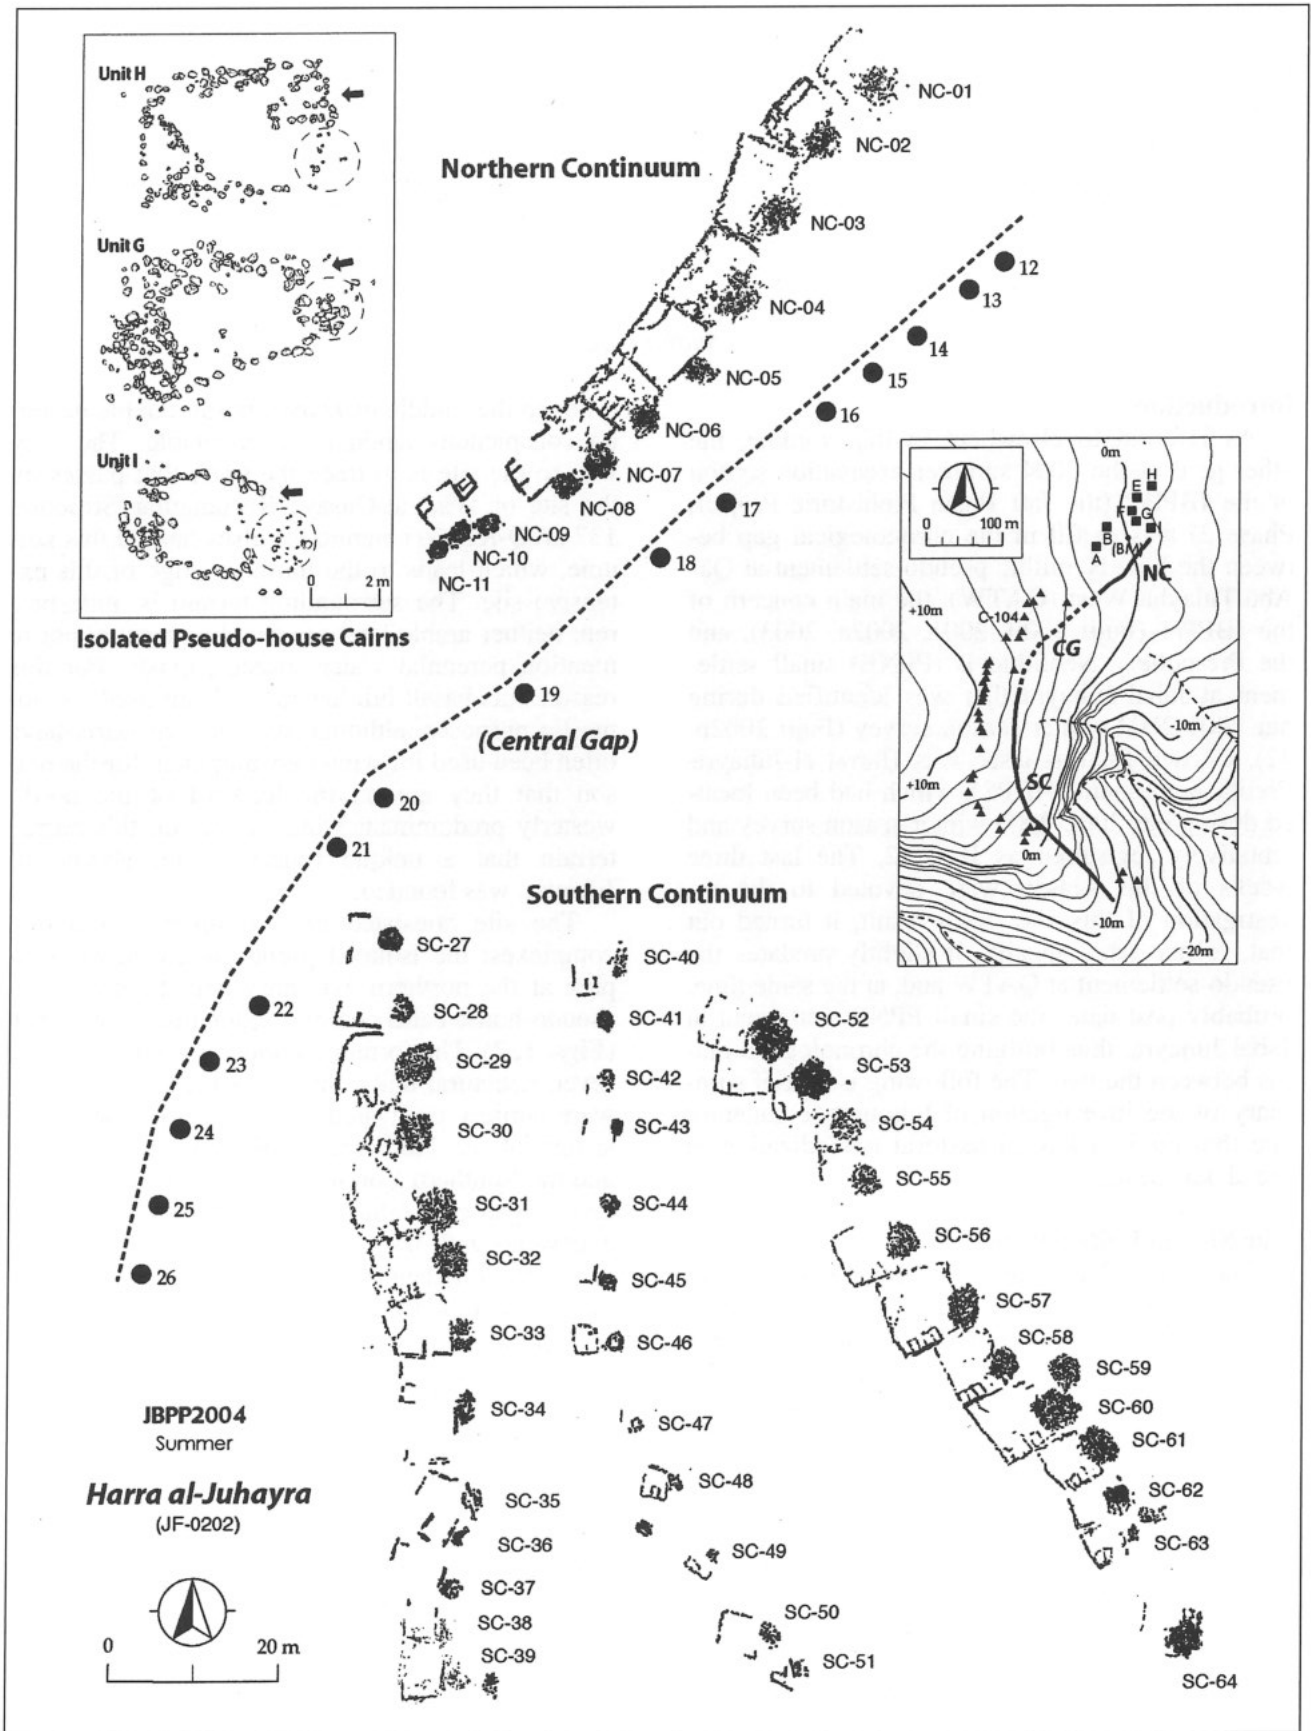 Unit H
Unit G
Unit I
0 2 m
Isolated Pseudo-house Cairns
Northern Continuum
NC-01
NC-02
NC-03
NC-04
NC-05
NC-06
NC-07
NC-08
NC-09
NC-10
NC-11
12
13
14
15
16
17
18
19
(Central Gap)
20
21
22
23
24
25
26
0m
0 100 m
H
E
G
B
A
(BM)
NC
+10m
C-104
CG
-10m
SC
+10m
0m
-10m
-20m
Southern Continuum
SC-27
SC-28
SC-29
SC-30
SC-31
SC-32
SC-33
SC-34
SC-35
SC-36
SC-37
SC-38
SC-39
SC-40
SC-41
SC-42
SC-43
SC-44
SC-45
SC-46
SC-47
SC-48
SC-49
SC-50
SC-51
SC-52
SC-53
SC-54
SC-55
SC-56
SC-57
SC-58
SC-59
SC-60
SC-61
SC-62
SC-63
SC-64
JBPP2004
Summer
Harra al-Juhayra
(JF-0202)
0 20 m